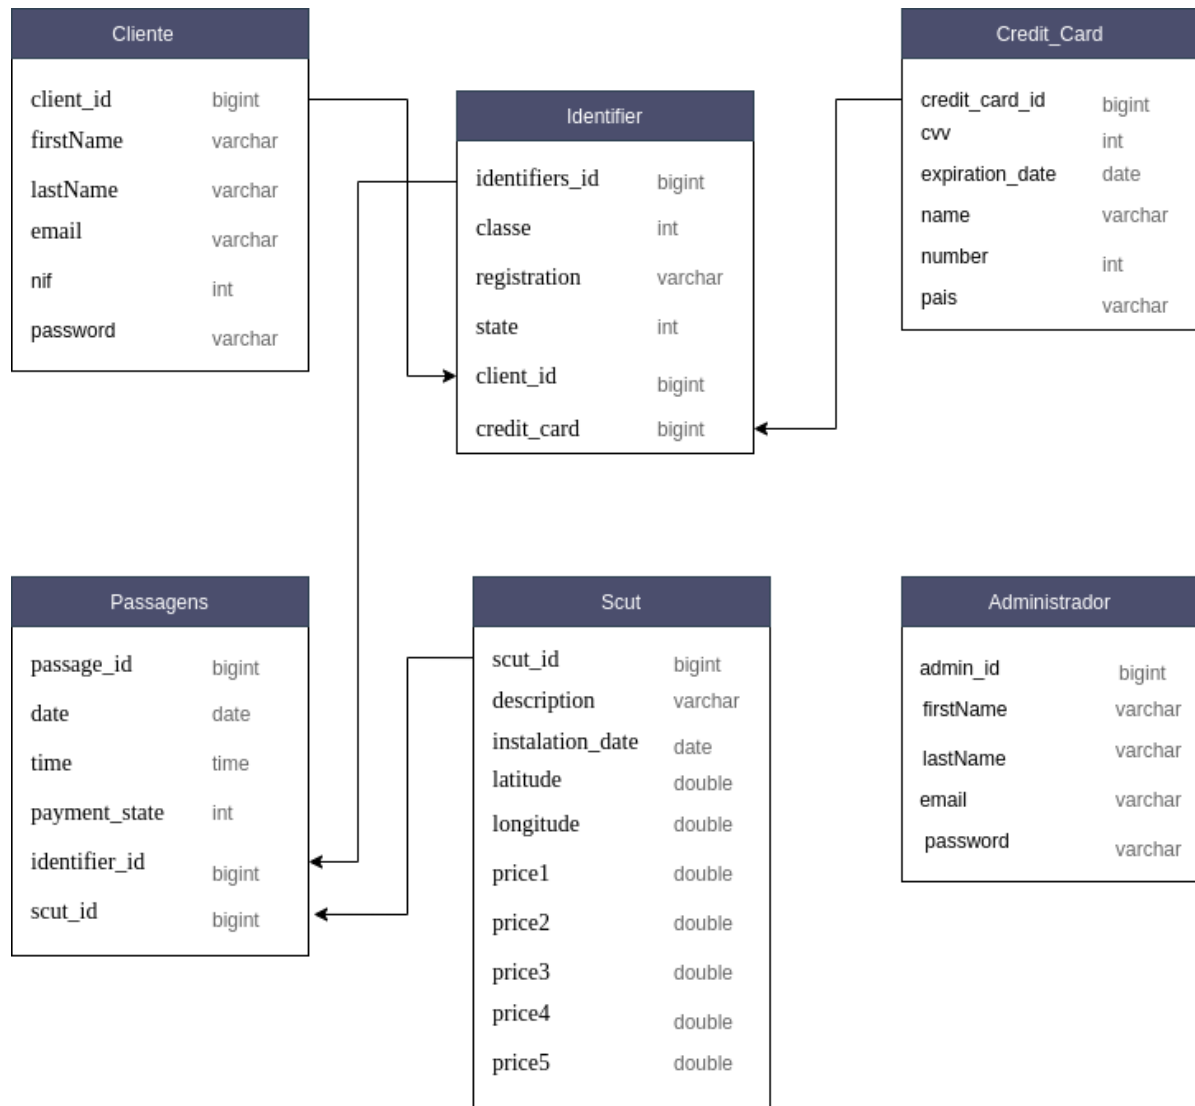 Cliente
client_id bigint
firstName varchar
lastName varchar
email varchar
nif int
password varchar
Identifier
identifiers_id bigint
classe int
registration varchar
state int
client_id bigint
credit_card bigint
Credit_Card
credit_card_id bigint
cvv int
expiration_date date
name varchar
number int
pais varchar
Passagens
passage_id bigint
date date
time time
payment_state int
identifier_id bigint
scut_id bigint
Scut
scut_id bigint
description varchar
instalation_date date
latitude double
longitude double
price1 double
price2 double
price3 double
price4 double
price5 double
Administrador
admin_id bigint
firstName varchar
lastName varchar
email varchar
password varchar